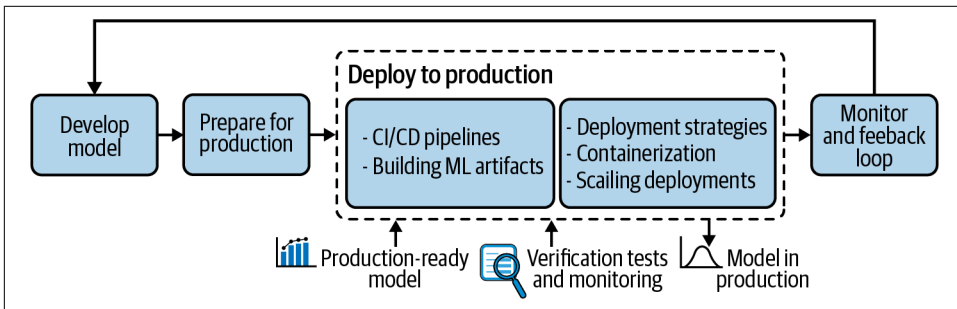 Deploy to production
Develop
model
Prepare for
production
- CI/CD pipelines
- Building ML artifacts
- Deployment strategies
- Containerization
- Scailing deployments
Monitor
and feeback
loop
Production-ready
model
Verification tests
and monitoring
Model in
production